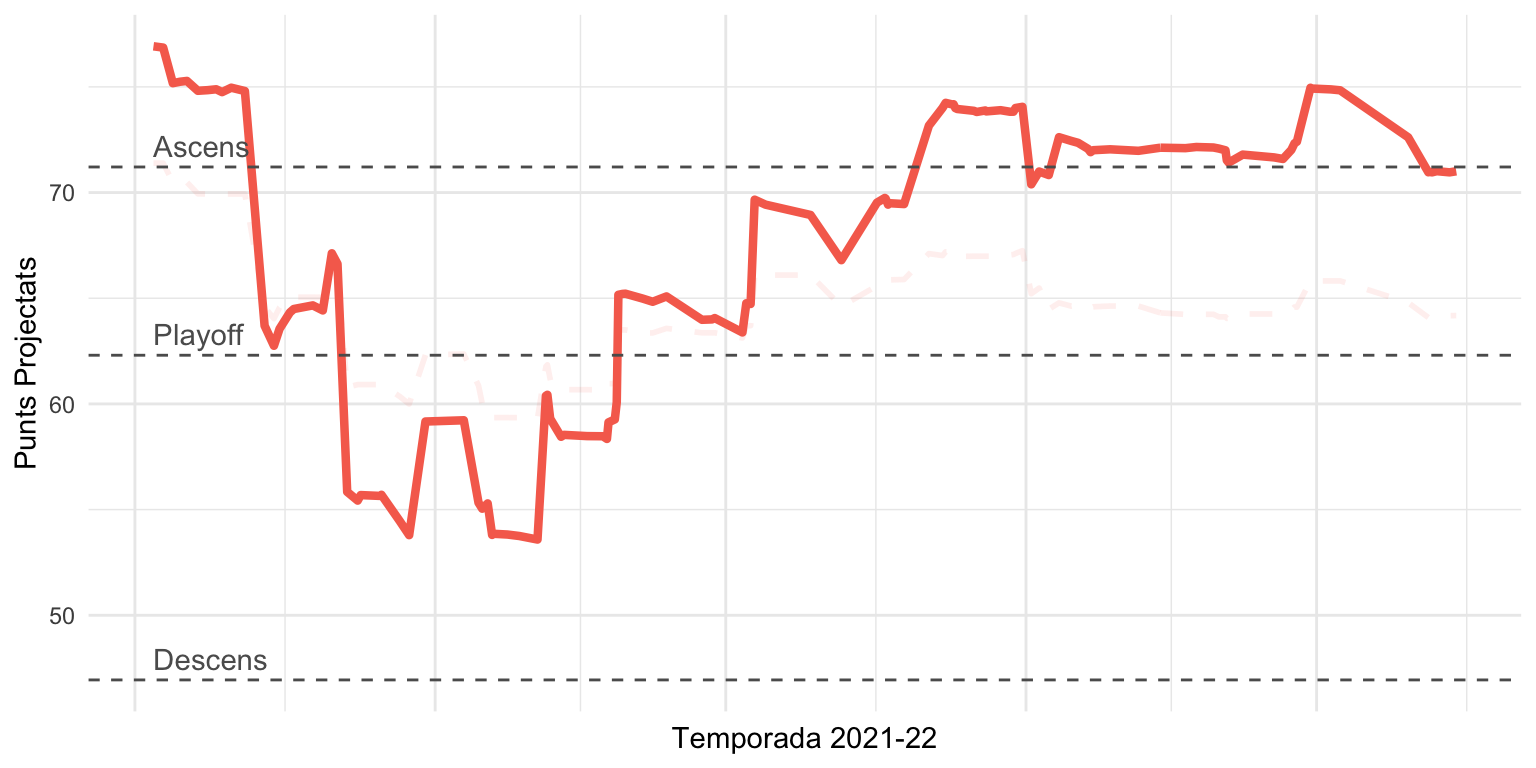 Ascens
70
Playoff
60
50
Descens
Punts Projectats
Temporada 2021-22